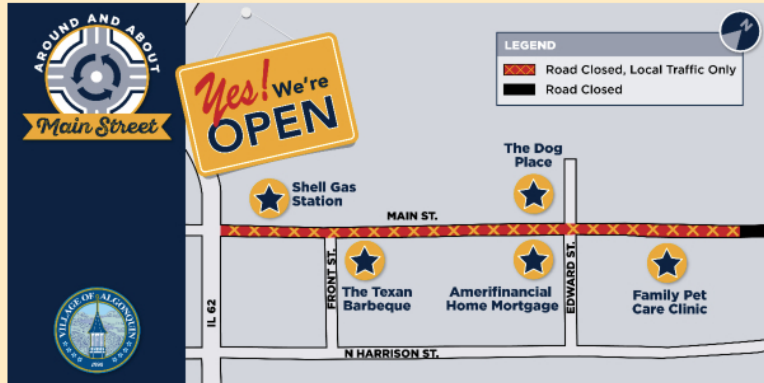 AROUND AND ABOUT
Main Street
Yes! We're
OPEN
N
LEGEND
Road Closed, Local Traffic Only
Road Closed
The Dog
Place
Shell Gas
Station
MAIN ST.
IL 62
FRONT ST.
The Texan
Barbeque
Amerifinancial
Home Mortgage
EDWARD ST.
Family Pet
Care Clinic
N HARRISON ST.
VILLAGE OF ALGONQUIN